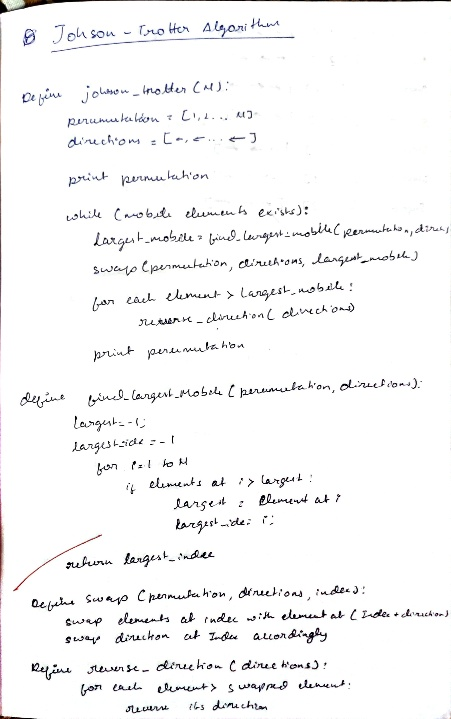 ⑧ Johson - Trotter Algorithm
Define johson_trotter (N):
permutation = [1, 2 ... N]
directions = [←, ← ... ←]
print permutation
while (mobile elements exists):
largest_mobile = find_largest_mobile (permutation, direc
swap (permutation, directions, largest_mobile)
for each element > largest_mobile:
reverse_direction (directions)
print permutation
define find_largest_Mobile (permutation, directions):
largest = -1;
largest_idx = -1
for i=1 to N
if elements at i > largest:
largest = Element at i
largest_idx = i;
return largest_index
Define swap (permutation, directions, index):
swap elements at index with element at (Index + direction)
swap direction at Index accordingly
Define reverse_direction (directions):
for each element > swapped element:
reverse its direction